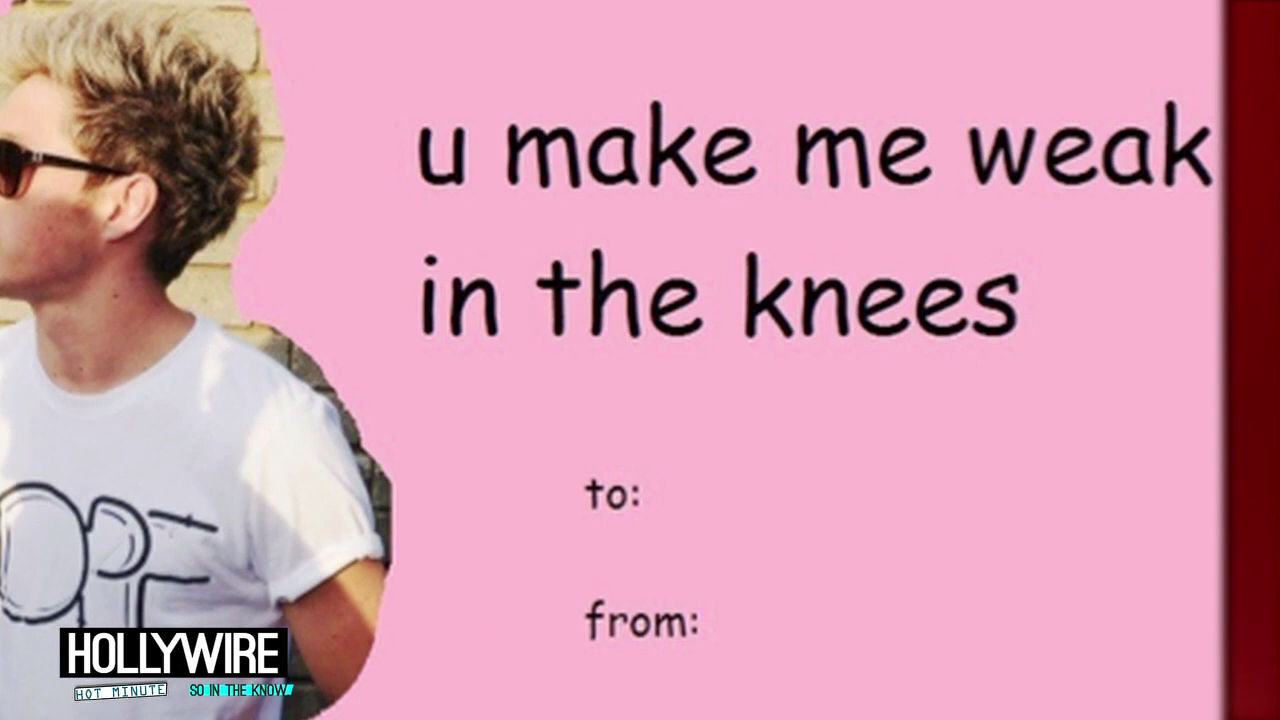 u make me weak
in the knees
to:
from:
HOLLYWIRE
HOT MINUTE
SO IN THE KNOW